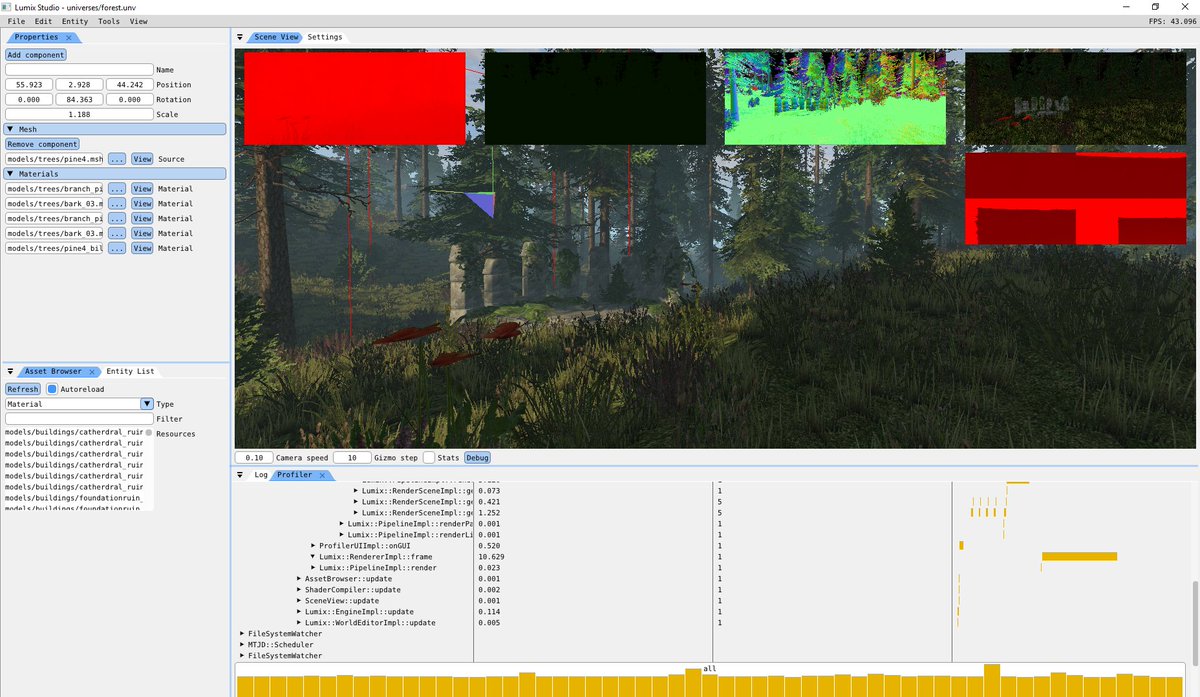 Lumix Studio - universes/forest.unv
File Edit Entity Tools View FPS: 43.096
Properties
Add component
Name
55.923 2.928 44.242 Position
0.000 84.363 0.000 Rotation
1.188 Scale
Mesh
Remove component
models/trees/pine4.msh ... View Source
Materials
models/trees/branch_pi ... View Material
models/trees/bark_03.m ... View Material
models/trees/branch_pi ... View Material
models/trees/bark_03.m ... View Material
models/trees/pine4_bil ... View Material
Asset Browser Entity List
Refresh Autoreload
Material Type
Filter
Resources
models/buildings/catherdral_ruir
models/buildings/catherdral_ruir
models/buildings/catherdral_ruir
models/buildings/catherdral_ruir
models/buildings/catherdral_ruir
models/buildings/catherdral_ruir
models/buildings/foundationruin_
models/buildings/foundationruin
Scene View Settings
0.10 Camera speed 10 Gizmo step Stats Debug
Log Profiler
Lumix::RenderSceneImpl::ge 0.073 1
Lumix::RenderSceneImpl::ge 0.421 5
Lumix::RenderSceneImpl::ge 1.252 5
Lumix::PipelineImpl::renderPa 0.001 1
Lumix::PipelineImpl::renderLi 0.001 1
ProfilerUIImpl::onGUI 0.520 1
Lumix::RendererImpl::frame 10.629 1
Lumix::PipelineImpl::render 0.023 1
AssetBrowser::update 0.001 1
ShaderCompiler::update 0.002 1
SceneView::update 0.001 1
Lumix::EngineImpl::update 0.114 1
Lumix::WorldEditorImpl::update 0.005 1
FileSystemWatcher
MTJD::Scheduler
FileSystemWatcher
all